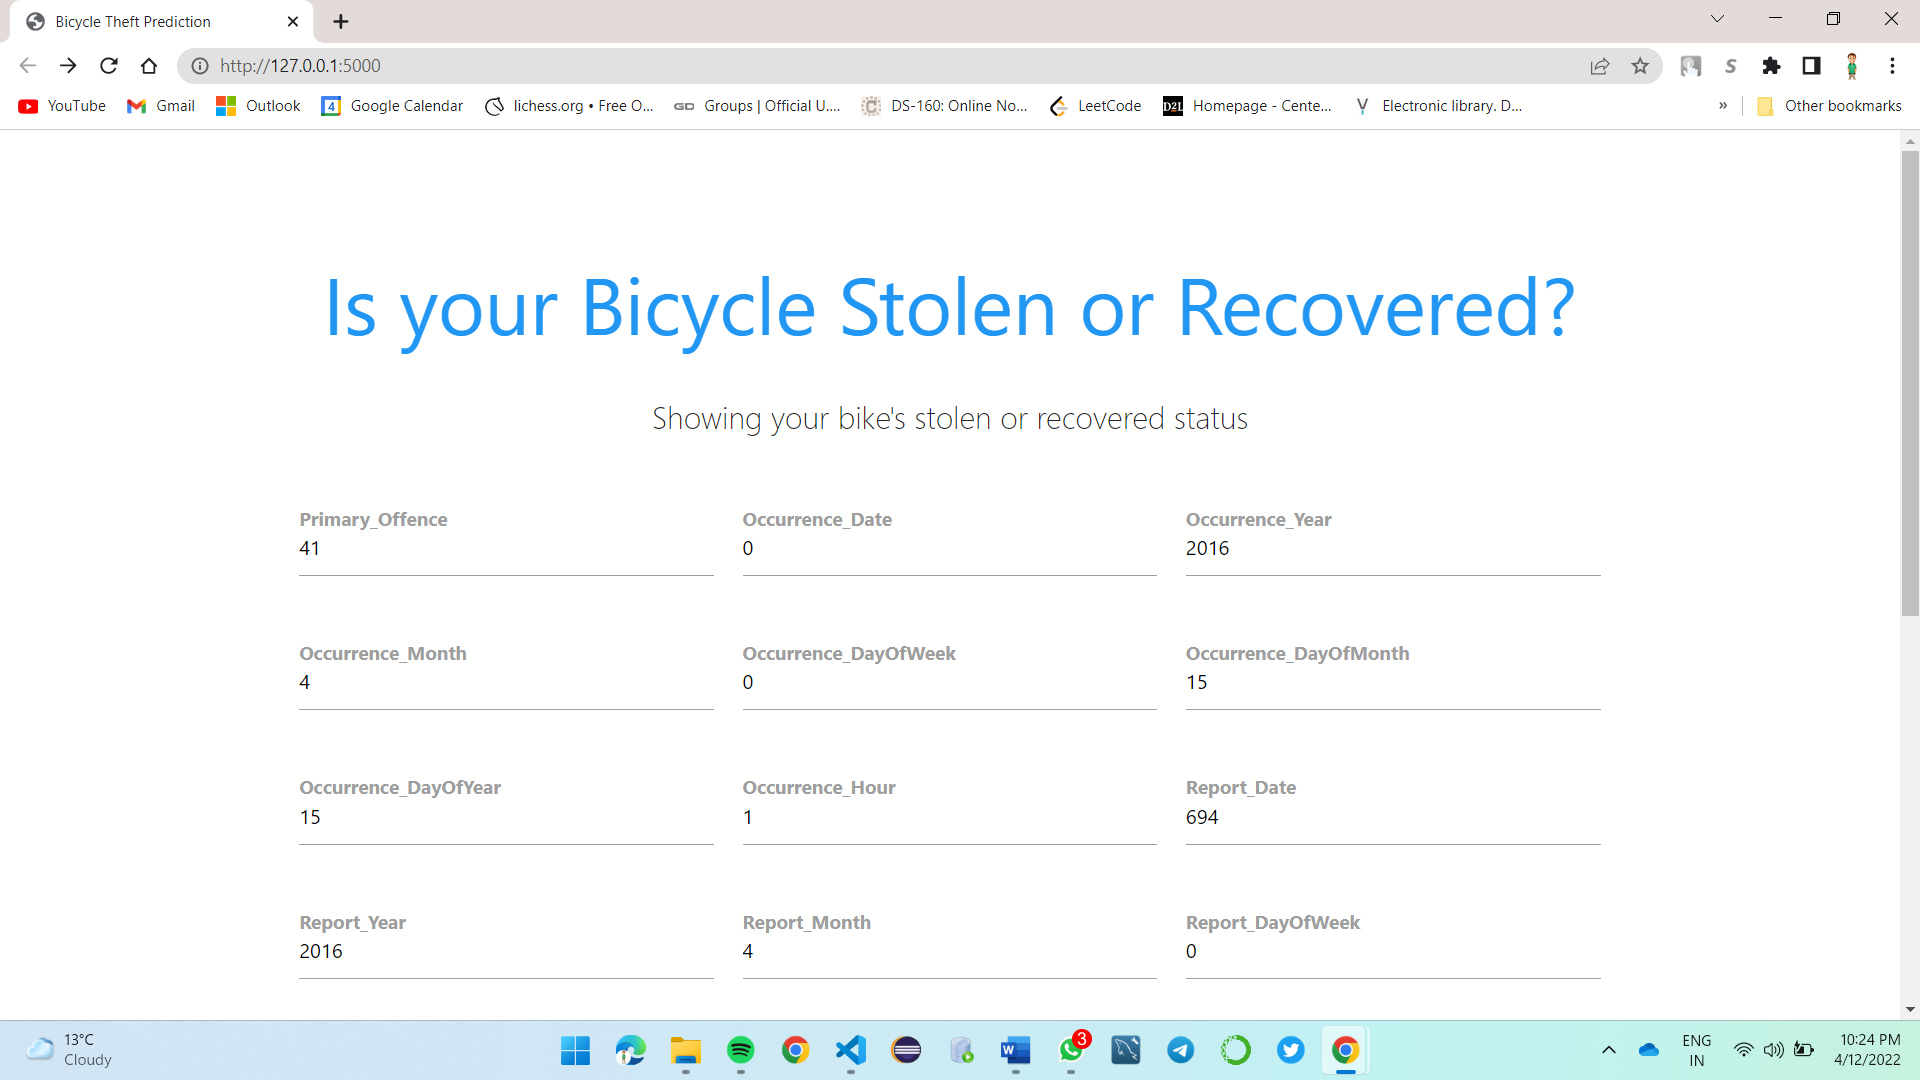 Bicycle Theft Prediction
http://127.0.0.1:5000
YouTube
Gmail
Outlook
4 Google Calendar
lichess.org • Free O...
GD Groups | Official U....
C DS-160: Online No...
LeetCode
D2L Homepage - Cente...
Electronic library. D...
»
Other bookmarks
Is your Bicycle Stolen or Recovered?
Showing your bike's stolen or recovered status
Primary_Offence
41
Occurrence_Date
0
Occurrence_Year
2016
Occurrence_Month
4
Occurrence_DayOfWeek
0
Occurrence_DayOfMonth
15
Occurrence_DayOfYear
15
Occurrence_Hour
1
Report_Date
694
Report_Year
2016
Report_Month
4
Report_DayOfWeek
0
13°C
Cloudy
W
3
ENG
IN
10:24 PM
4/12/2022